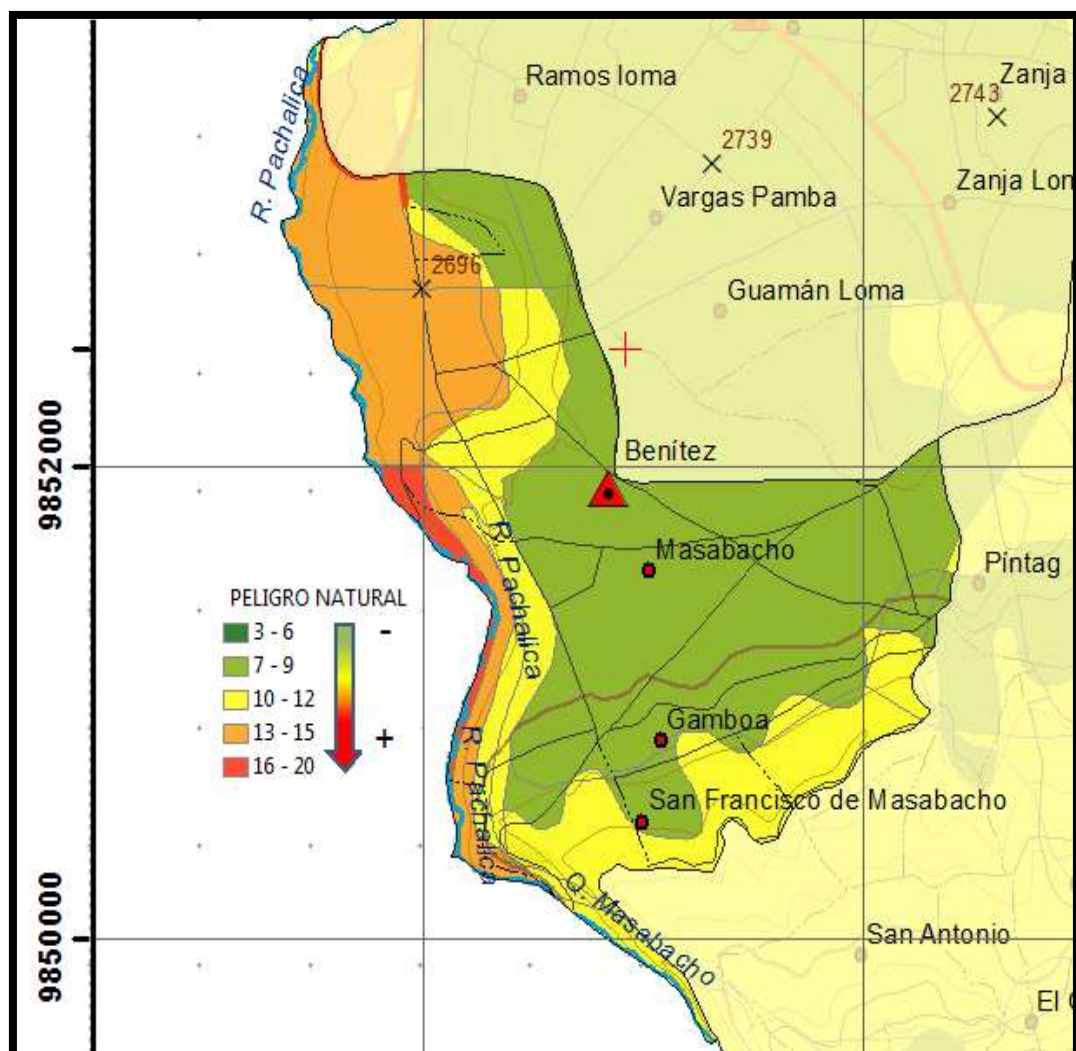 Ramos loma
Zanja
2743
2739
R. Pachalica
Vargas Pamba
Zanja Lon
2696
Guamán Loma
9852000
Benítez
Masabacho
Píntag
R. Pachalica
PELIGRO NATURAL
3 - 6
-
7 - 9
10 - 12
13 - 15
+
16 - 20
Gamboa
R. Pachalica
San Francisco de Masabacho
Q. Masabacho
San Antonio
9850000
El